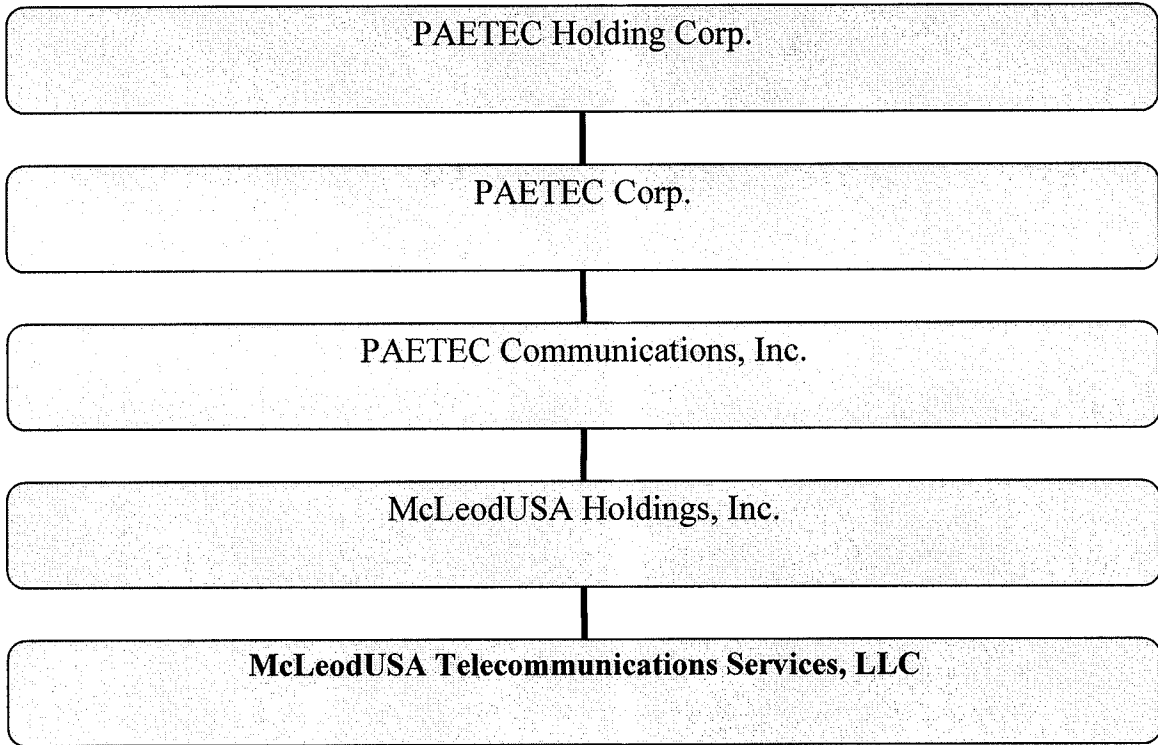 PAETEC Holding Corp.
PAETEC Corp.
PAETEC Communications, Inc.
McLeodUSA Holdings, Inc.
McLeodUSA Telecommunications Services, LLC